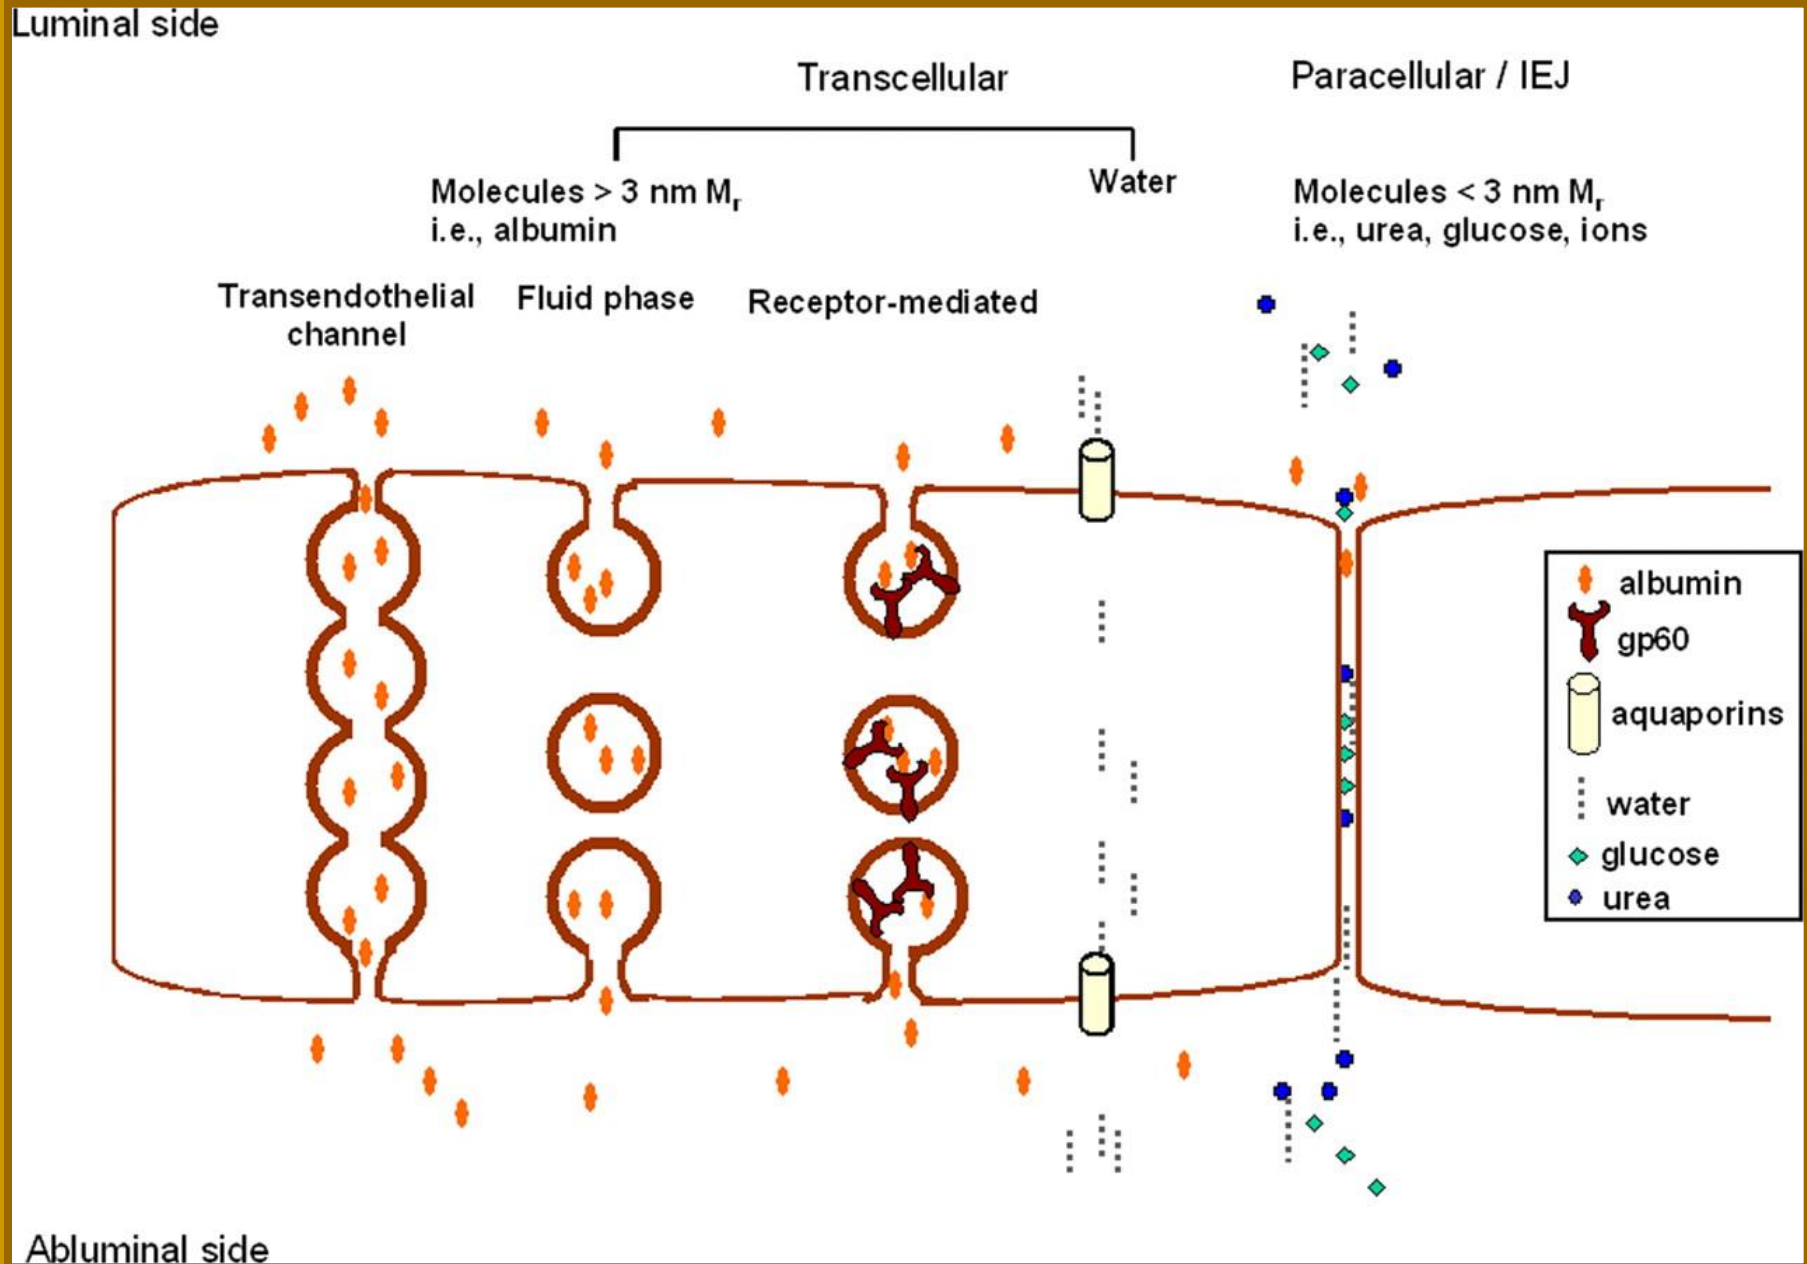 Luminal side
Transcellular
Paracellular / IEJ
Molecules > 3 nm Mr
i.e., albumin
Water
Molecules < 3 nm Mr
i.e., urea, glucose, ions
Transendothelial
channel
Fluid phase
Receptor-mediated
albumin
gp60
aquaporins
water
glucose
urea
Abluminal side